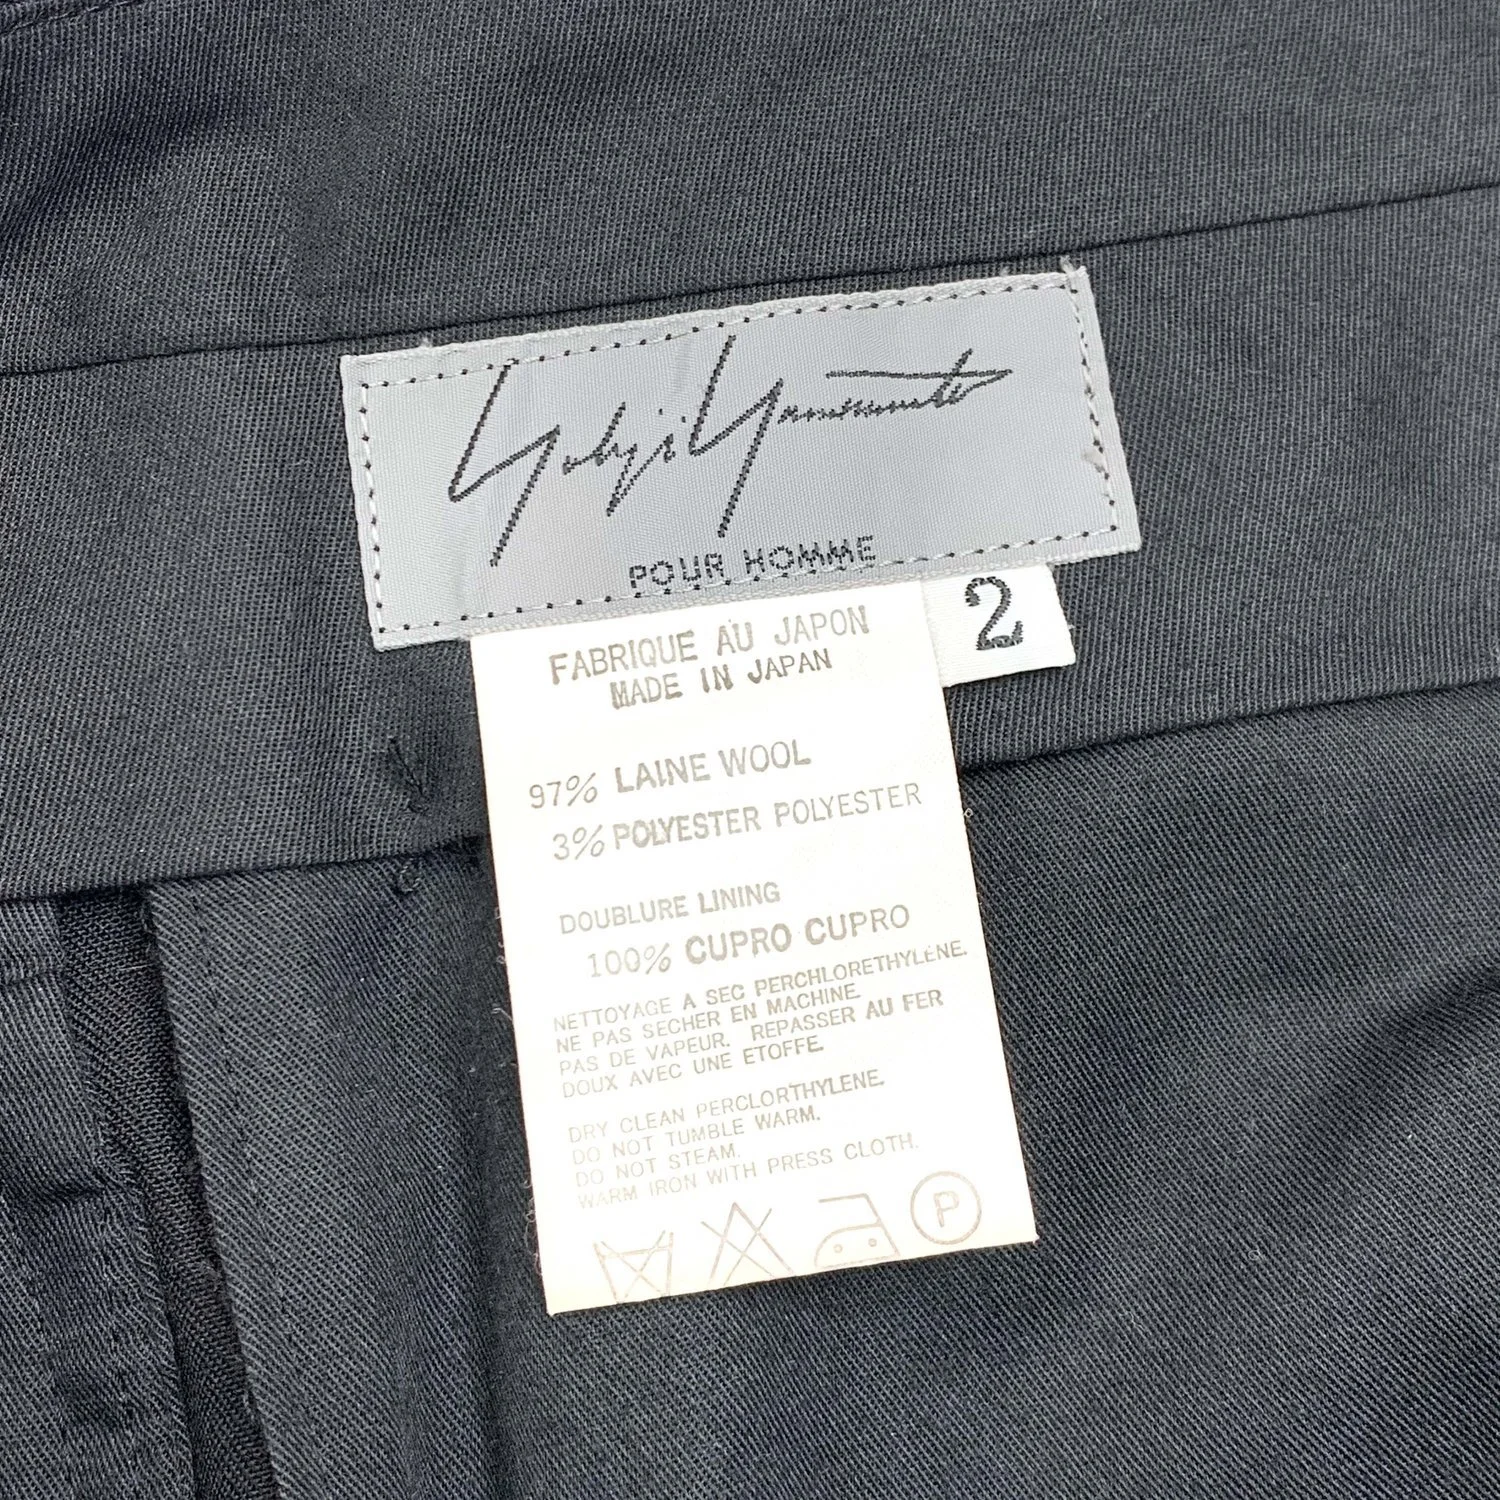 Yohji Yamamoto
POUR HOMME
2
FABRIQUE AU JAPON
MADE IN JAPAN
97% LAINE WOOL
3% POLYESTER POLYESTER
DOUBLURE LINING
100% CUPRO CUPRO
NETTOYAGE A SEC PERCHLORETHYLENE.
NE PAS SECHER EN MACHINE
PAS DE VAPEUR. REPASSER AU FER
DOUX AVEC UNE ETOFFE.
DRY CLEAN PERCLORTHYLENE.
DO NOT TUMBLE WARM.
DO NOT STEAM.
WARM IRON WITH PRESS CLOTH.
P